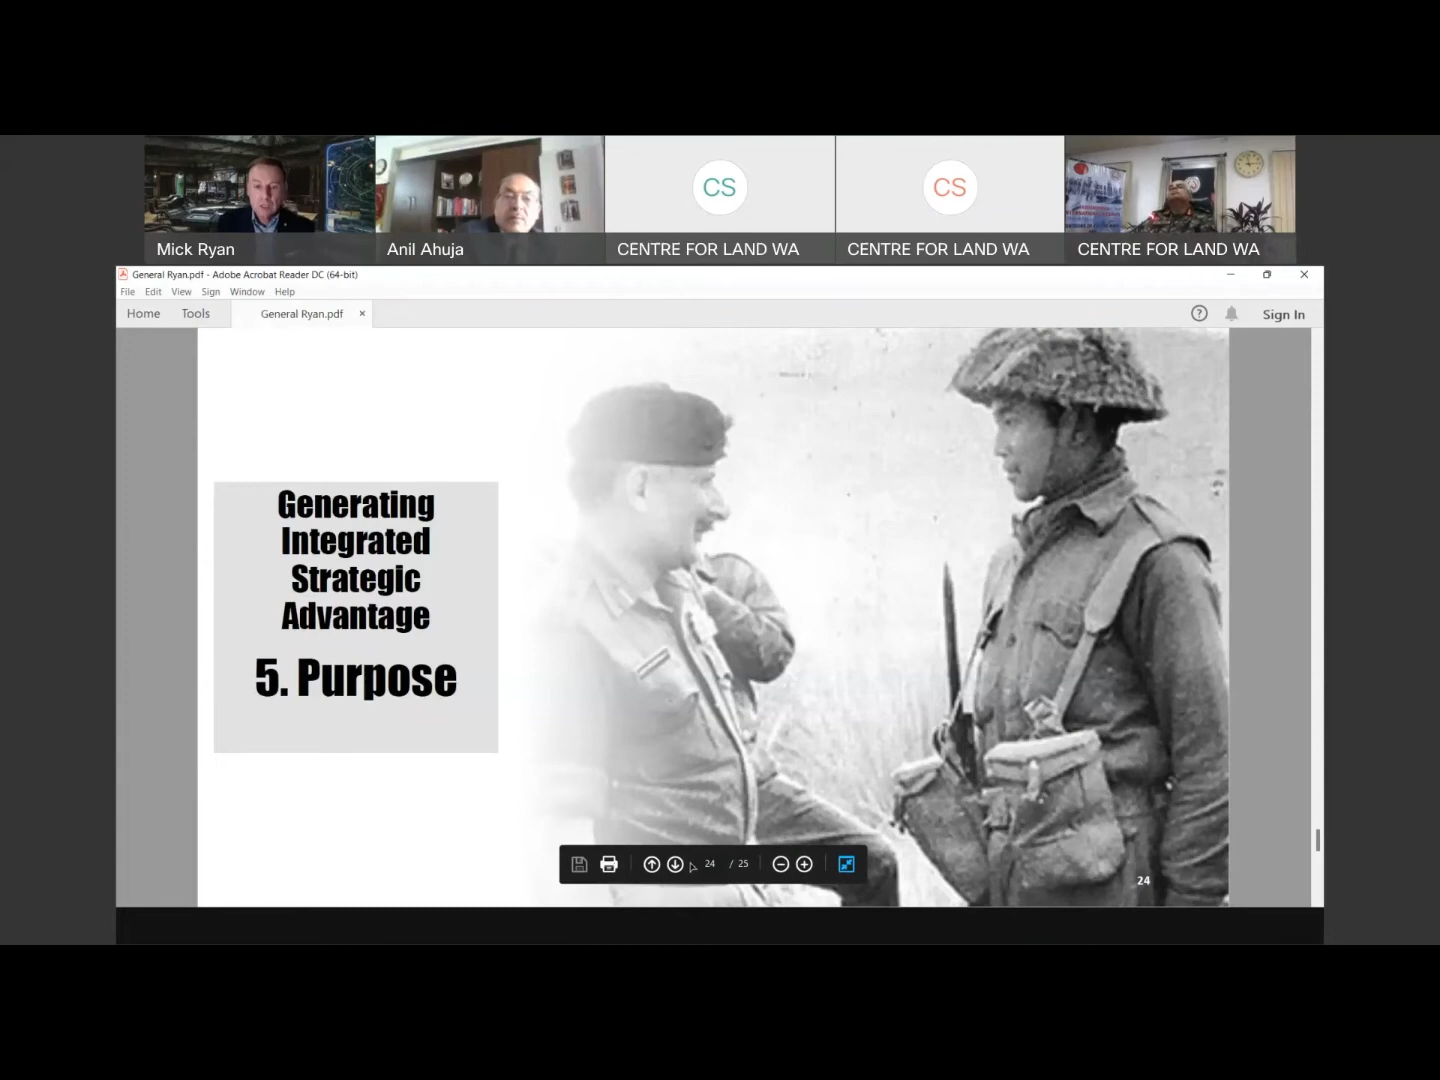 Mick Ryan
Anil Ahuja
CS
CENTRE FOR LAND WA
CS
CENTRE FOR LAND WA
CENTRE FOR LAND WA
General Ryan.pdf - Adobe Acrobat Reader DC (64-bit)
File Edit View Sign Window Help
Home Tools General Ryan.pdf × Sign In
Generating
Integrated
Strategic
Advantage
5. Purpose
24 / 25
24